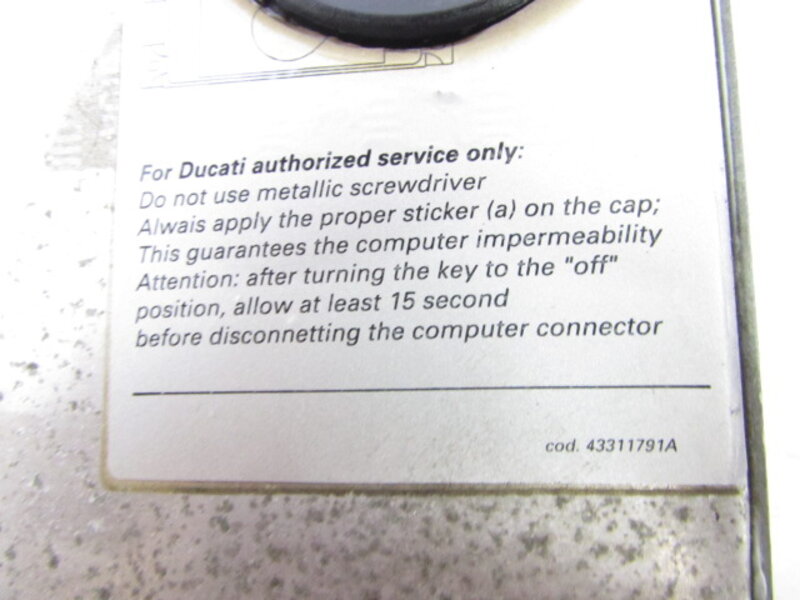 For Ducati authorized service only:
Do not use metallic screwdriver
Alwais apply the proper sticker (a) on the cap;
This guarantees the computer impermeability
Attention: after turning the key to the "off"
position, allow at least 15 second
before disconnetting the computer connector
cod. 43311791A